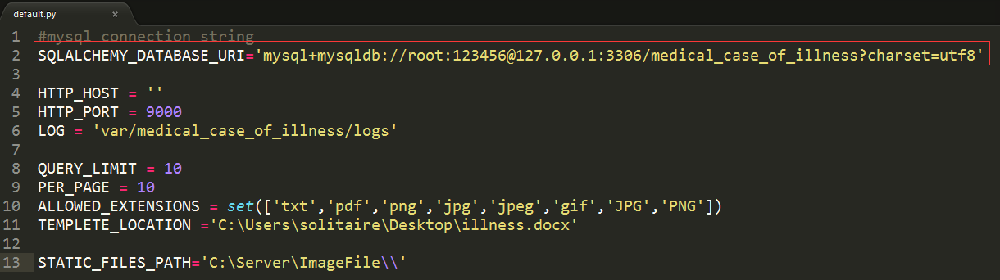 default.py ×
1 #mysql connection string
2 SQLALCHEMY_DATABASE_URI='mysql+mysqldb://root:123456@127.0.0.1:3306/medical_case_of_illness?charset=utf8'
3
4 HTTP_HOST = ''
5 HTTP_PORT = 9000
6 LOG = 'var/medical_case_of_illness/logs'
7
8 QUERY_LIMIT = 10
9 PER_PAGE = 10
10 ALLOWED_EXTENSIONS = set(['txt','pdf','png','jpg','jpeg','gif','JPG','PNG'])
11 TEMPLETE_LOCATION ='C:\Users\solitaire\Desktop\illness.docx'
12
13 STATIC_FILES_PATH='C:\Server\ImageFile\\'